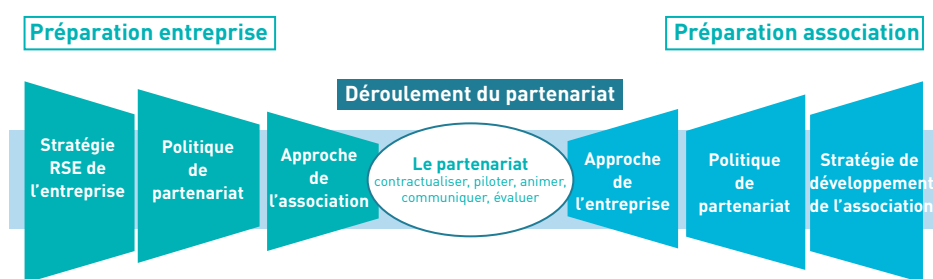 Préparation entreprise
Préparation association
Déroulement du partenariat
Stratégie
RSE de
l'entreprise
Politique
de
partenariat
Approche
de
l'association
Le partenariat
contractualiser, piloter, animer,
communiquer, évaluer
Approche
de
l'entreprise
Politique
de
partenariat
Stratégie de
développement
de l'association